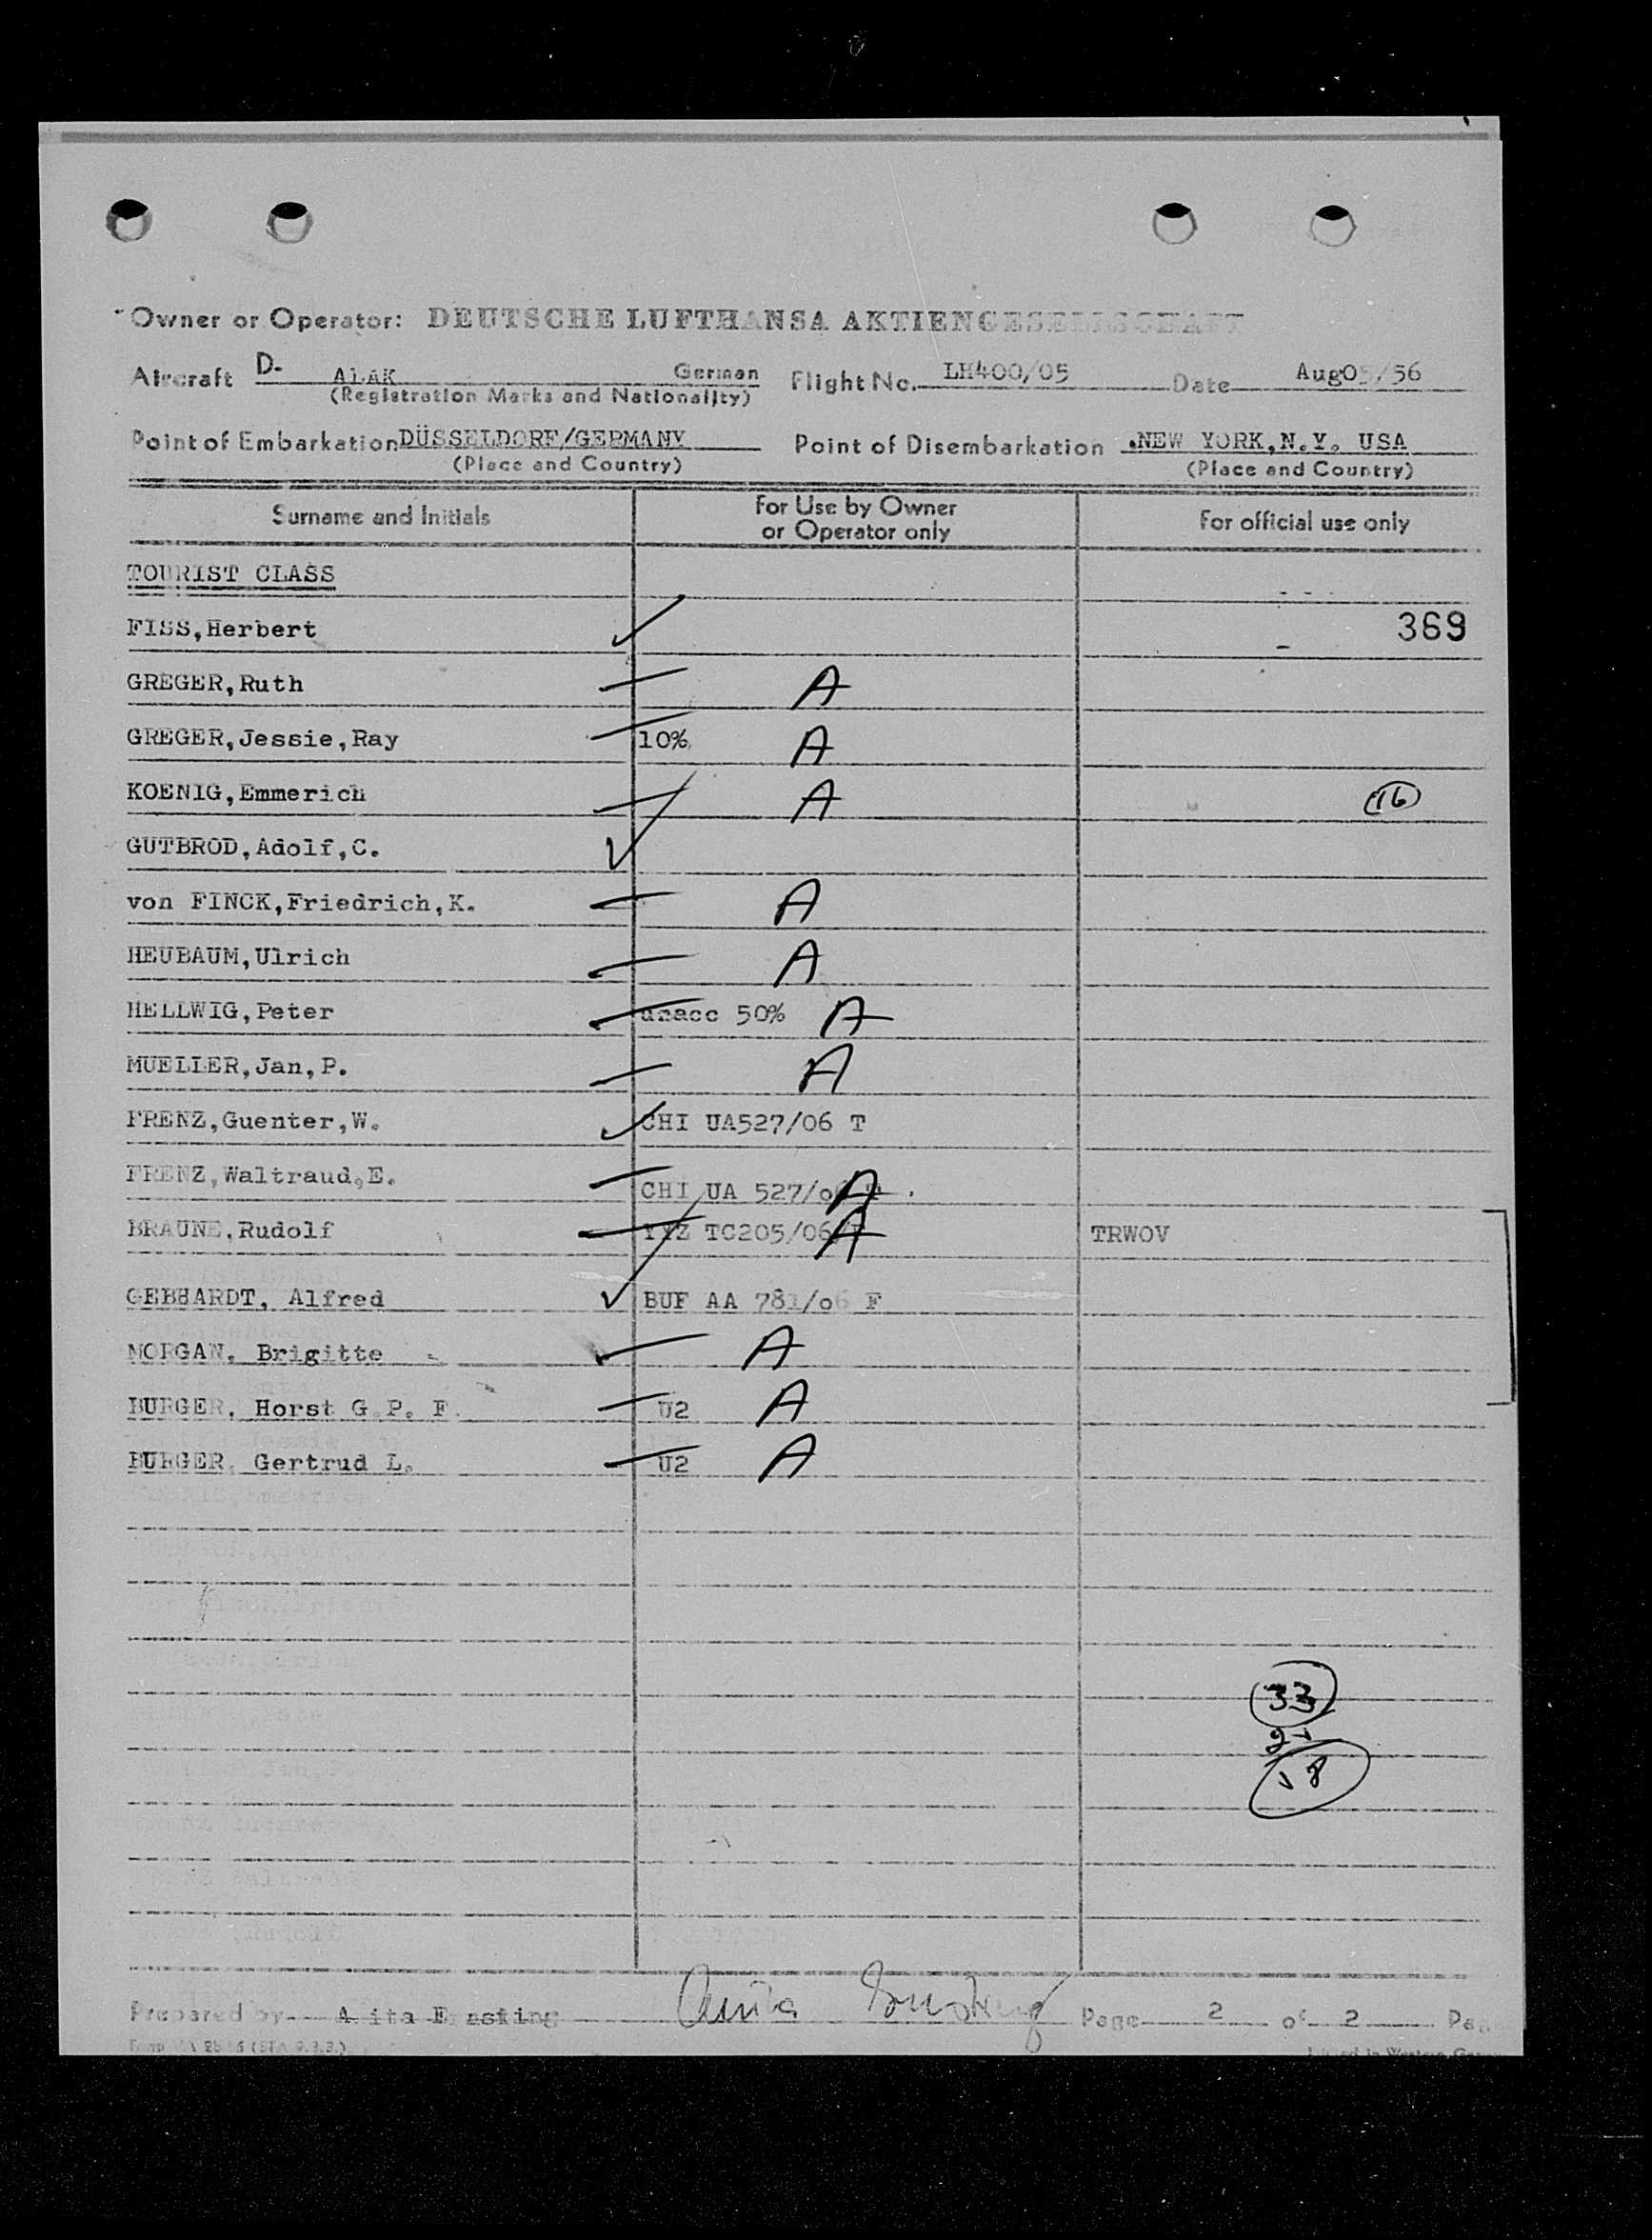 Owner or Operator: DEUTSCHE LUFTHANSA AKTIENGESELLSCHAFT
Aircraft D- ALAK German Flight No. LH400/05 Date Aug05/56
(Registration Marks and Nationality)
Point of Embarkation DÜSSELDORF/GERMANY Point of Disembarkation NEW YORK,N.Y. USA
(Place and Country) (Place and Country)
Surname and Initials For Use by Owner or Operator only For official use only
TOURIST CLASS
FISS,Herbert 369
GREGER,Ruth A
GREGER,Jessie,Ray 10% A
KOENIG,Emmerich A 16
GUTBROD,Adolf,C.
von FINCK,Friedrich,K. A
HEUBAUM,Ulrich A
HELLWIG,Peter unacc 50% A
MUELLER,Jan,P. A
FRENZ,Guenter,W. CHI UA527/06 T
FRENZ,Waltraud,E. CHI UA 527/o6 T A
BRAUNE,Rudolf YYZ TC205/06 A TRWOV
GEBHARDT, Alfred BUF AA 781/o6 F
MORGAN, Brigitte A
BURGER, Horst G.P. F. U2 A
BURGER, Gertrud L. U2 A
33
18
Prepared by Anita Page 2 of 2